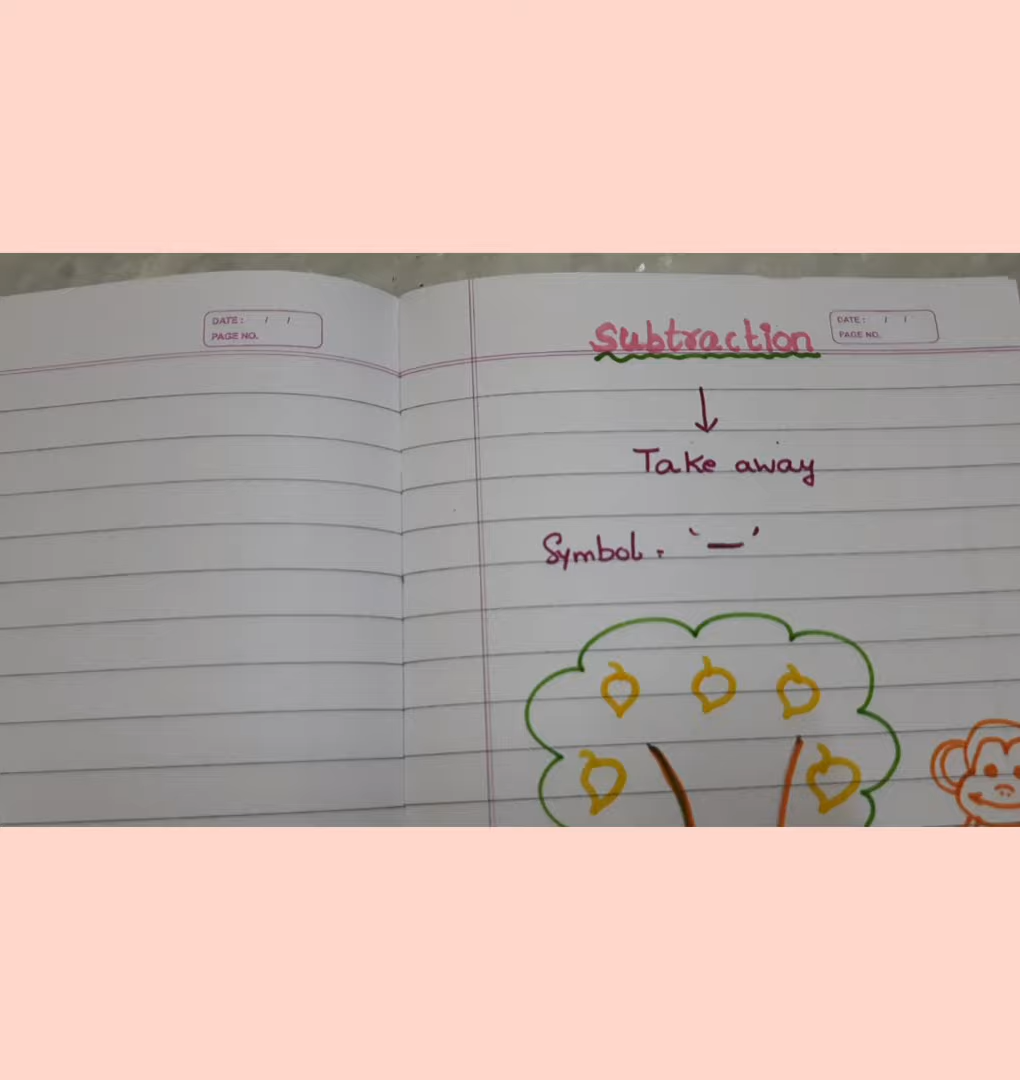 DATE: / /
PAGE NO.
Subtraction
DATE: / /
PAGE NO.
↓
Take away
Symbol. ‘—’